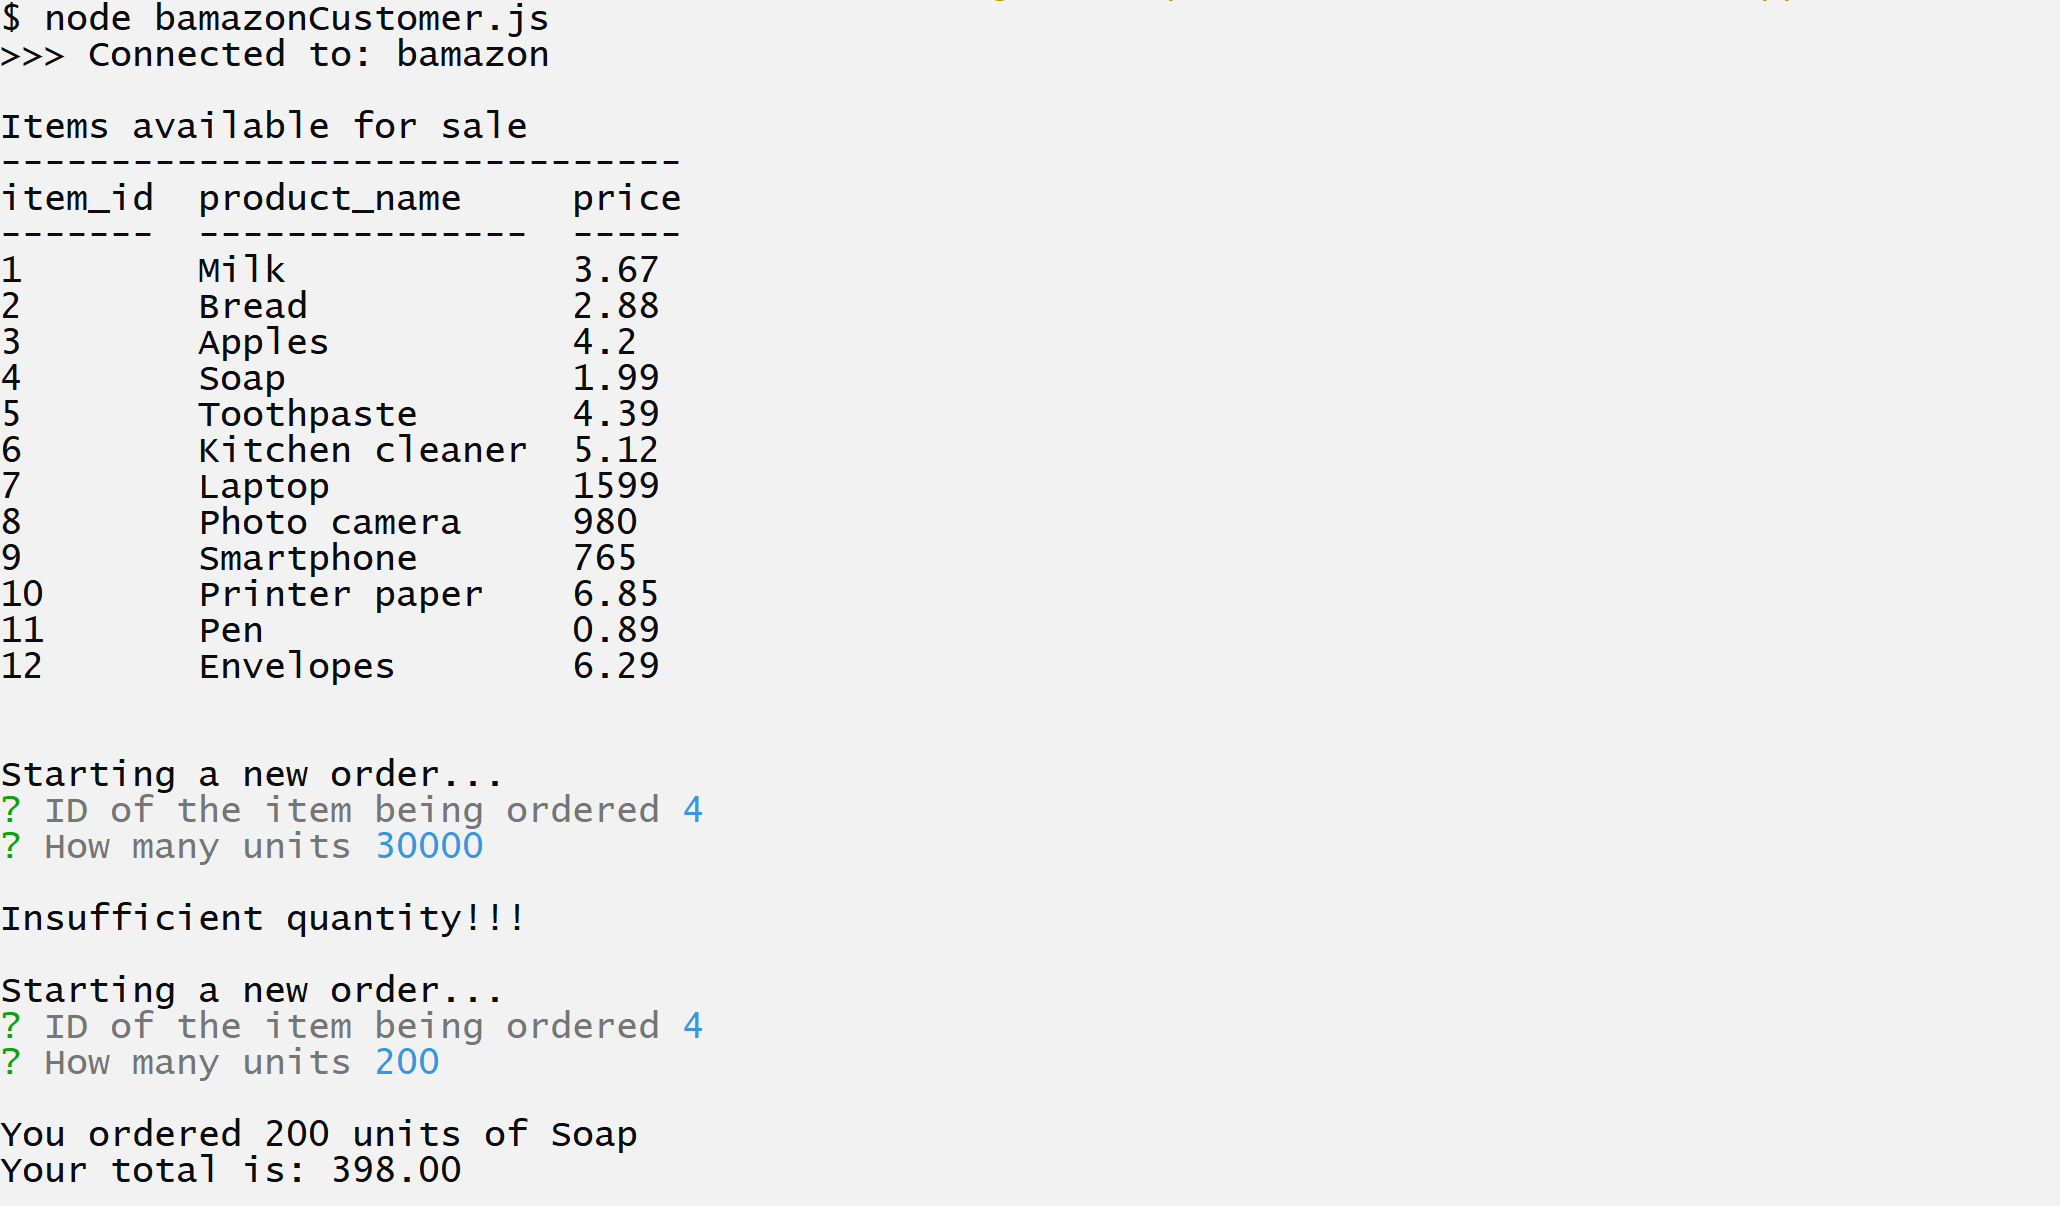 $ node bamazonCustomer.js
>>> Connected to: bamazon
Items available for sale
-------------------------------
item_id  product_name     price
-------  ---------------  -----
1        Milk             3.67
2        Bread            2.88
3        Apples           4.2
4        Soap             1.99
5        Toothpaste       4.39
6        Kitchen cleaner  5.12
7        Laptop           1599
8        Photo camera     980
9        Smartphone       765
10       Printer paper    6.85
11       Pen              0.89
12       Envelopes        6.29
Starting a new order...
? ID of the item being ordered 4
? How many units 30000
Insufficient quantity!!!
Starting a new order...
? ID of the item being ordered 4
? How many units 200
You ordered 200 units of Soap
Your total is: 398.00